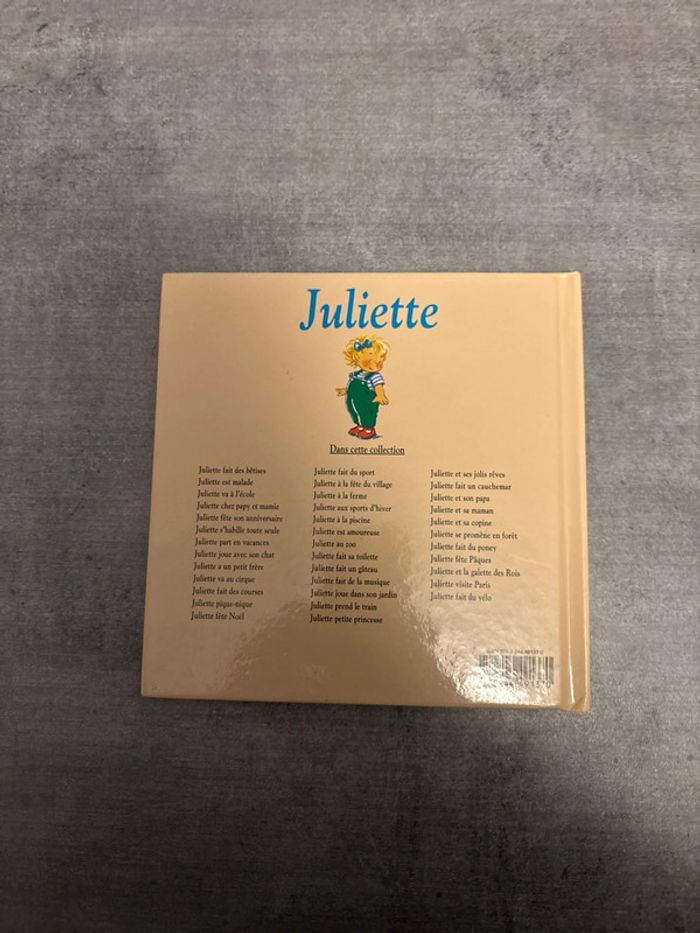 Juliette
Dans cette collection
Juliette fait des bêtises
Juliette est malade
Juliette va à l'école
Juliette chez papy et mamie
Juliette fête son anniversaire
Juliette s'habille toute seule
Juliette part en vacances
Juliette joue avec son chat
Juliette a un petit frère
Juliette va au cirque
Juliette fait des courses
Juliette pique-nique
Juliette fête Noël
Juliette fait du sport
Juliette à la fête du village
Juliette à la ferme
Juliette aux sports d'hiver
Juliette à la piscine
Juliette est amoureuse
Juliette au zoo
Juliette fait sa toilette
Juliette fait un gâteau
Juliette fait de la musique
Juliette joue dans son jardin
Juliette prend le train
Juliette petite princesse
Juliette et ses jolis rêves
Juliette fait un cauchemar
Juliette et son papa
Juliette et sa maman
Juliette et sa copine
Juliette se promène en forêt
Juliette fait du poney
Juliette fête Pâques
Juliette et la galette des Rois
Juliette visite Paris
Juliette fait du vélo